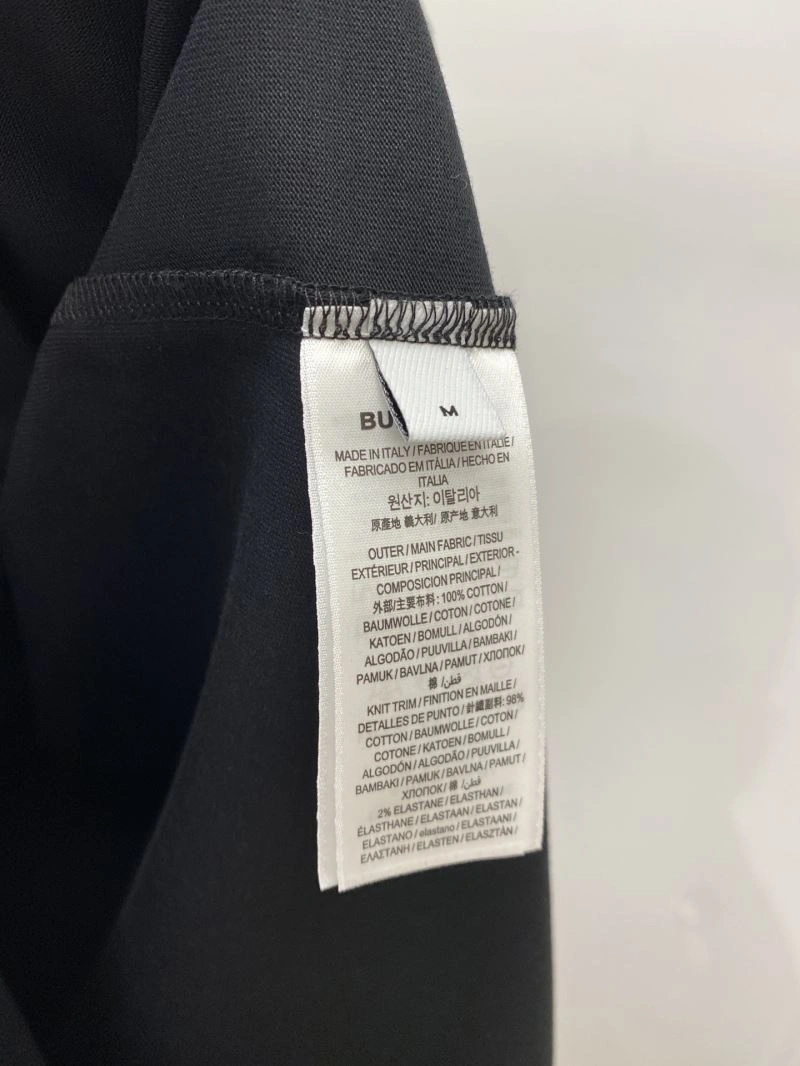 BU
M
MADE IN ITALY / FABRIQUE EN ITALIE /
FABRICADO EM ITÁLIA / HECHO EN
ITALIA
원산지: 이탈리아
原產地 義大利/ 原产地 意大利
OUTER / MAIN FABRIC / TISSU
EXTÉRIEUR / PRINCIPAL / EXTERIOR -
COMPOSICION PRINCIPAL /
外部/主要布料: 100% COTTON /
BAUMWOLLE / COTON / COTONE /
KATOEN / BOMULL / ALGODÓN /
ALGODÃO / PUUVILLA / BAMBAKI /
PAMUK / BAVLNA / PAMUT / ХЛОПОК/
棉 /قطن
KNIT TRIM / FINITION EN MAILLE /
DETALLES DE PUNTO / 針織副料: 98%
COTTON / BAUMWOLLE / COTON /
COTONE / KATOEN / BOMULL /
ALGODÓN / ALGODÃO / PUUVILLA /
BAMBAKI / PAMUK / BAVLNA / PAMUT /
ХЛОПОК/ 棉 /قطن
2% ELASTANE / ELASTHAN /
ÉLASTHANE / ELASTAAN / ELASTAN /
ELASTANO / elastano / ELASTAANI /
ΕΛΑΣΤΑΝΗ / ELASTEN / ELASZTÁN /